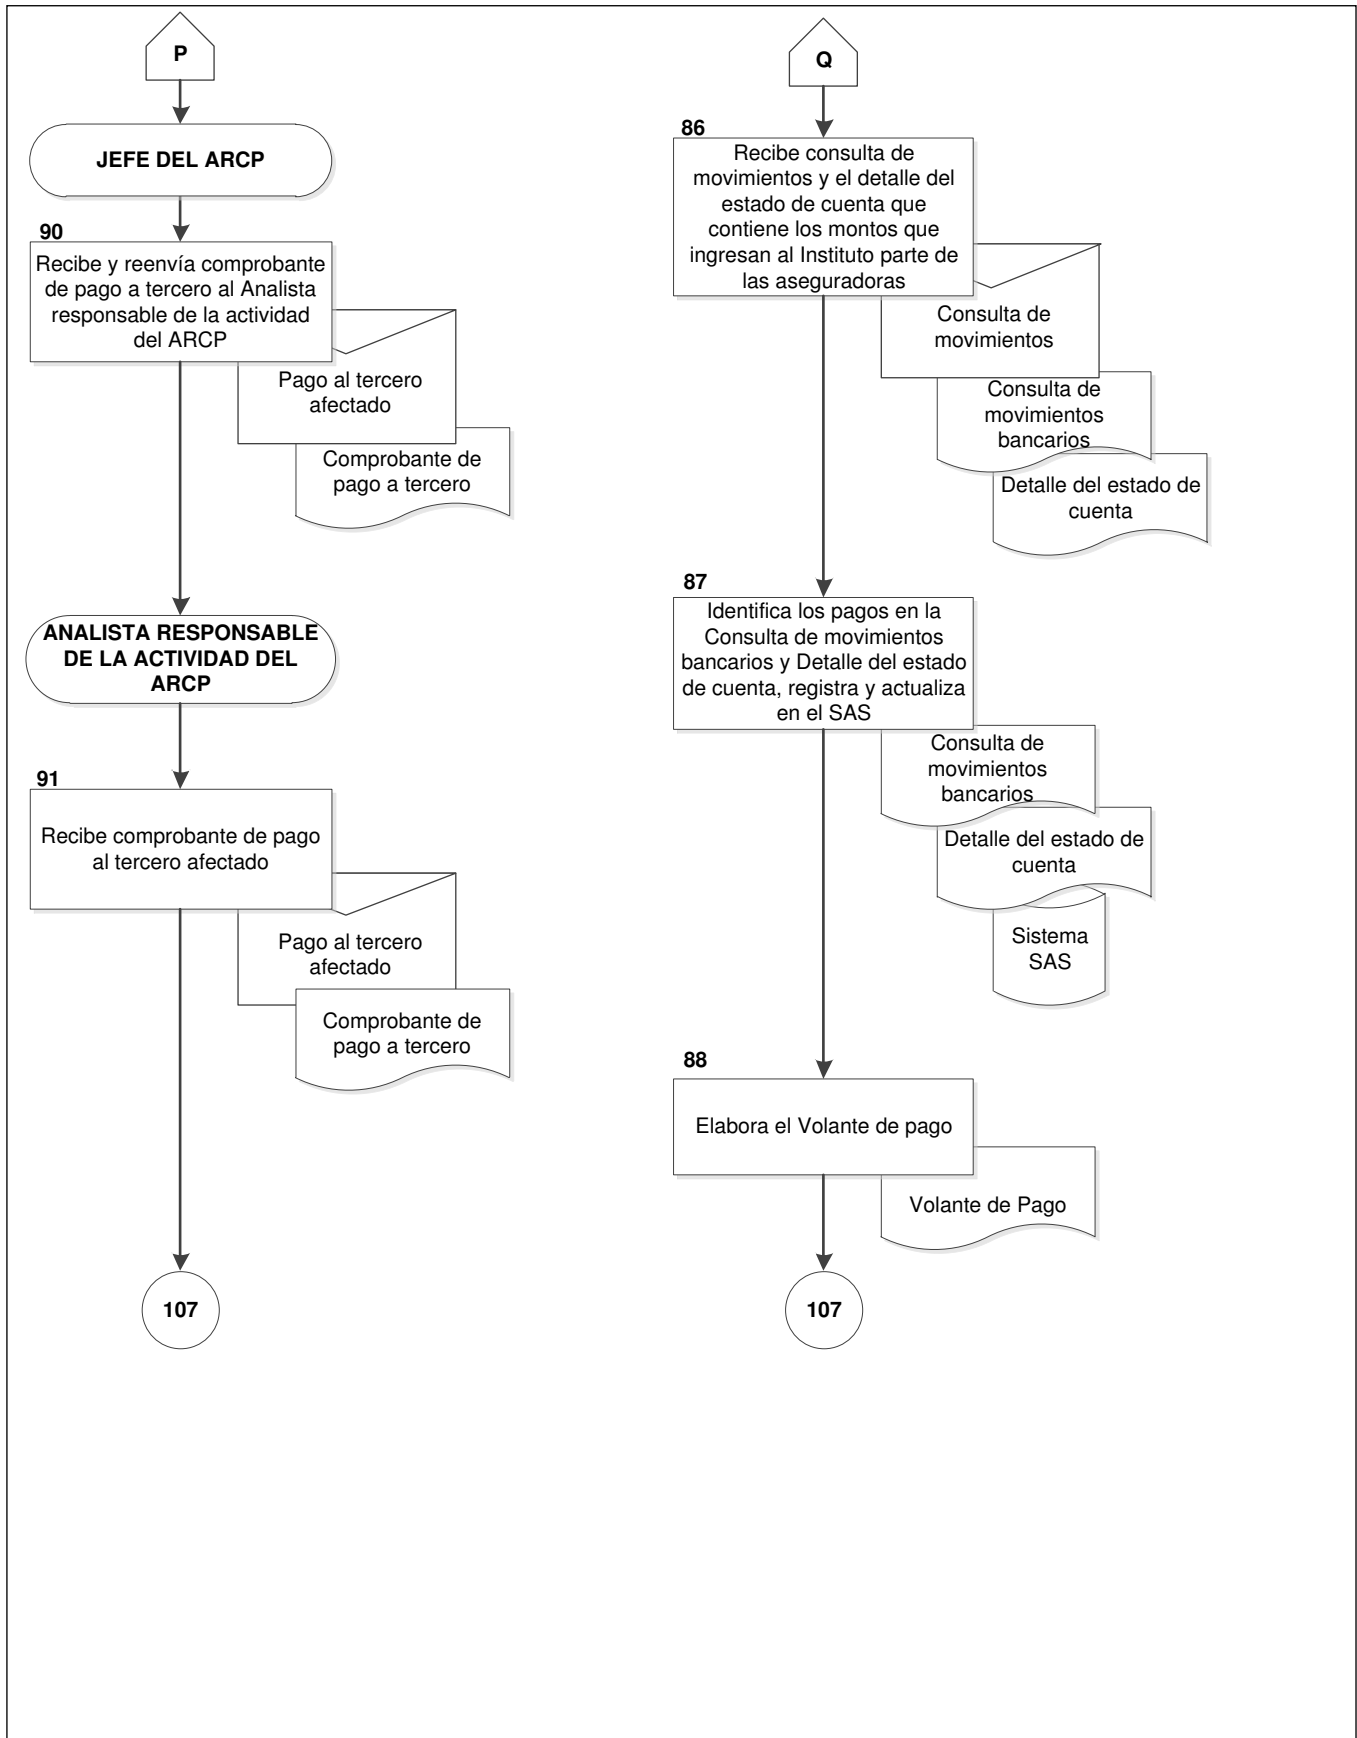 P
JEFE DEL ARCP
90
Recibe y reenvía comprobante
de pago a tercero al Analista
responsable de la actividad
del ARCP
Pago al tercero
afectado
Comprobante de
pago a tercero
ANALISTA RESPONSABLE
DE LA ACTIVIDAD DEL
ARCP
91
Recibe comprobante de pago
al tercero afectado
Pago al tercero
afectado
Comprobante de
pago a tercero
107
Q
86
Recibe consulta de
movimientos y el detalle del
estado de cuenta que
contiene los montos que
ingresan al Instituto parte de
las aseguradoras
Consulta de
movimientos
Consulta de
movimientos
bancarios
Detalle del estado de
cuenta
87
Identifica los pagos en la
Consulta de movimientos
bancarios y Detalle del estado
de cuenta, registra y actualiza
en el SAS
Consulta de
movimientos
bancarios
Detalle del estado de
cuenta
Sistema
SAS
88
Elabora el Volante de pago
Volante de Pago
107